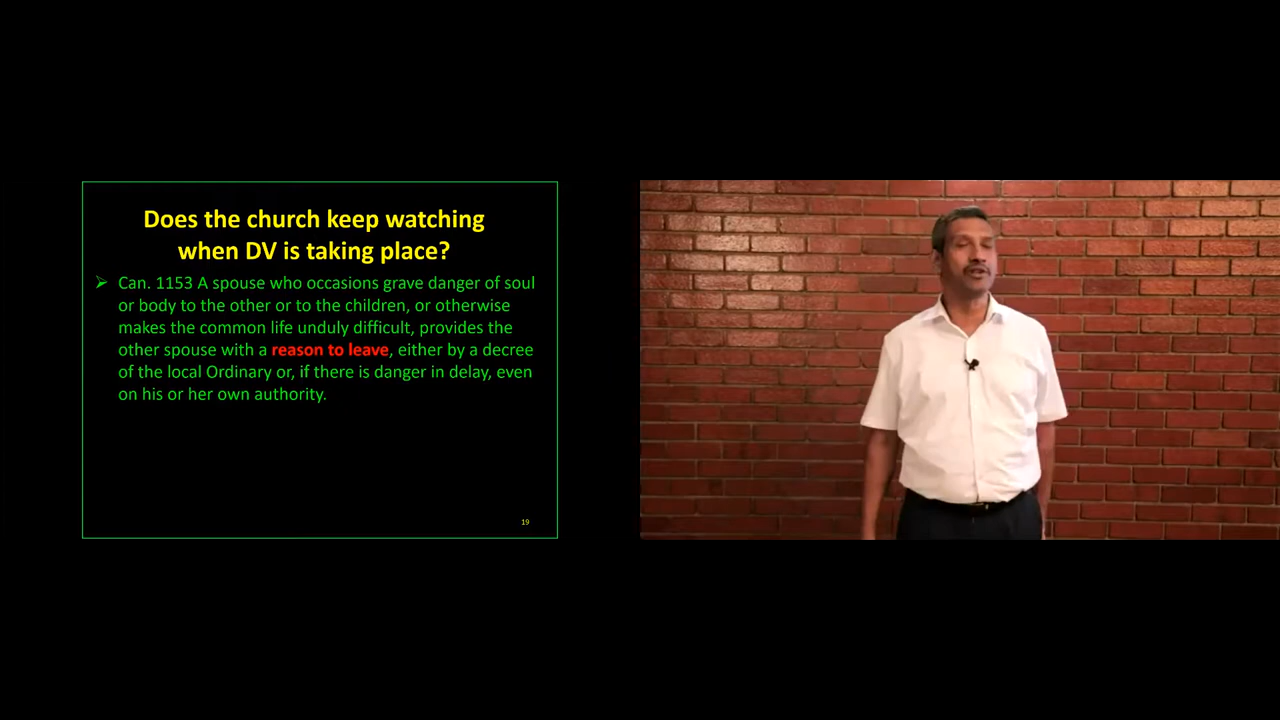 Does the church keep watching
when DV is taking place?
➢ Can. 1153 A spouse who occasions grave danger of soul
or body to the other or to the children, or otherwise
makes the common life unduly difficult, provides the
other spouse with a reason to leave, either by a decree
of the local Ordinary or, if there is danger in delay, even
on his or her own authority.
19